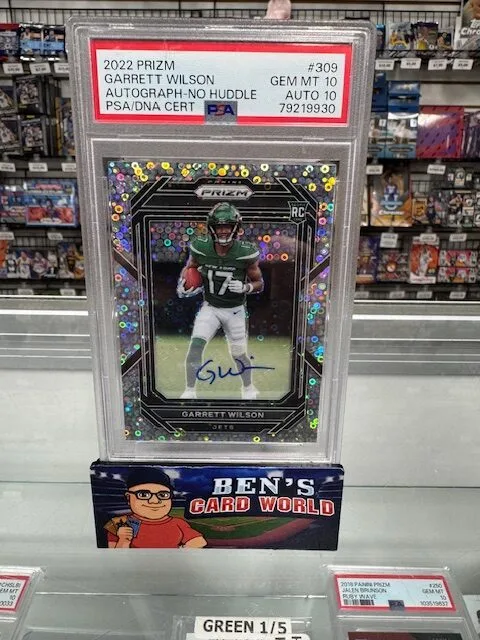 2022 PRIZM #309
GARRETT WILSON GEM MT 10
AUTOGRAPH-NO HUDDLE AUTO 10
PSA/DNA CERT PSA 79219930
PANINI
PRIZM
RC
17
GARRETT WILSON
JETS
BEN'S
CARD WORLD
2018 PANINI PRIZM #250
JALEN BRUNSON GEM MT
RUBY WAVE 10
103519637
GREEN 1/5